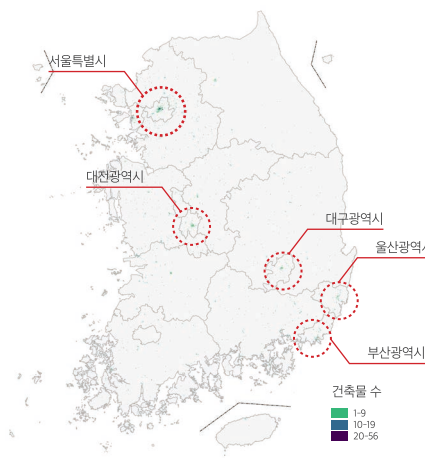 서울특별시
대전광역시
대구광역시
울산광역시
부산광역시
건축물 수
1-9
10-19
20-56